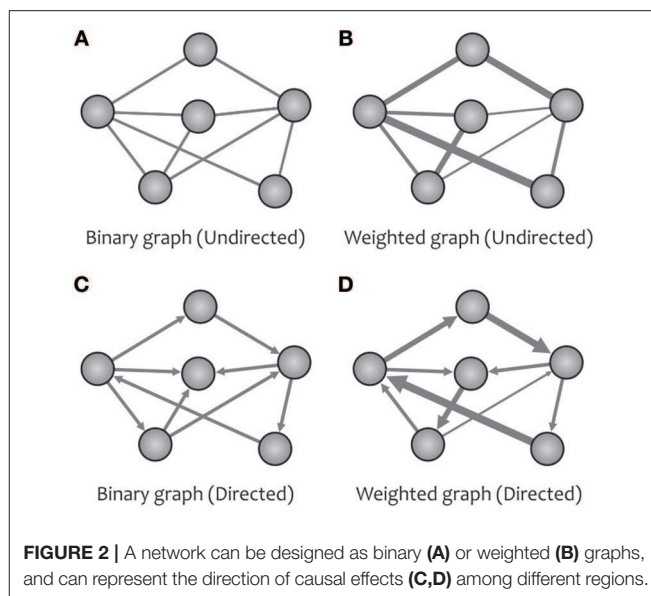 A
B
Binary graph (Undirected)
Weighted graph (Undirected)
C
D
Binary graph (Directed)
Weighted graph (Directed)
FIGURE 2 | A network can be designed as binary (A) or weighted (B) graphs,
and can represent the direction of causal effects (C,D) among different regions.